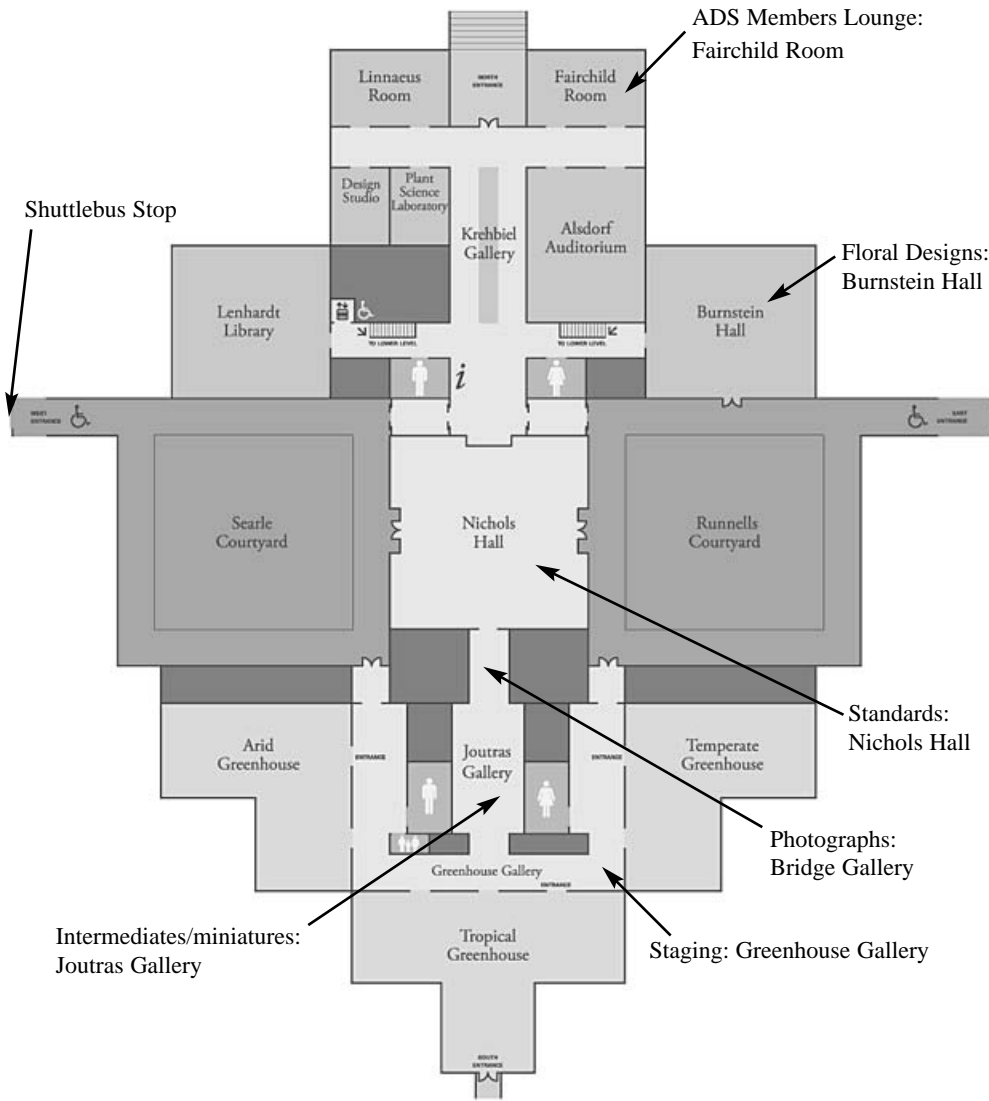 ADS Members Lounge:
Fairchild Room
Linnaeus
Room
NORTH
ENTRANCE
Fairchild
Room
Design
Studio
Plant
Science
Laboratory
Shuttlebus Stop
Krehbiel
Gallery
Alsdorf
Auditorium
Floral Designs:
Burnstein Hall
Lenhardt
Library
Burnstein
Hall
TO LOWER LEVEL
TO LOWER LEVEL
i
WEST
ENTRANCE
EAST
ENTRANCE
Searle
Courtyard
Nichols
Hall
Runnells
Courtyard
Standards:
Nichols Hall
Arid
Greenhouse
ENTRANCE
Joutras
Gallery
ENTRANCE
Temperate
Greenhouse
Photographs:
Bridge Gallery
Greenhouse Gallery
ENTRANCE
Intermediates/miniatures:
Joutras Gallery
Tropical
Greenhouse
Staging: Greenhouse Gallery
SOUTH
ENTRANCE